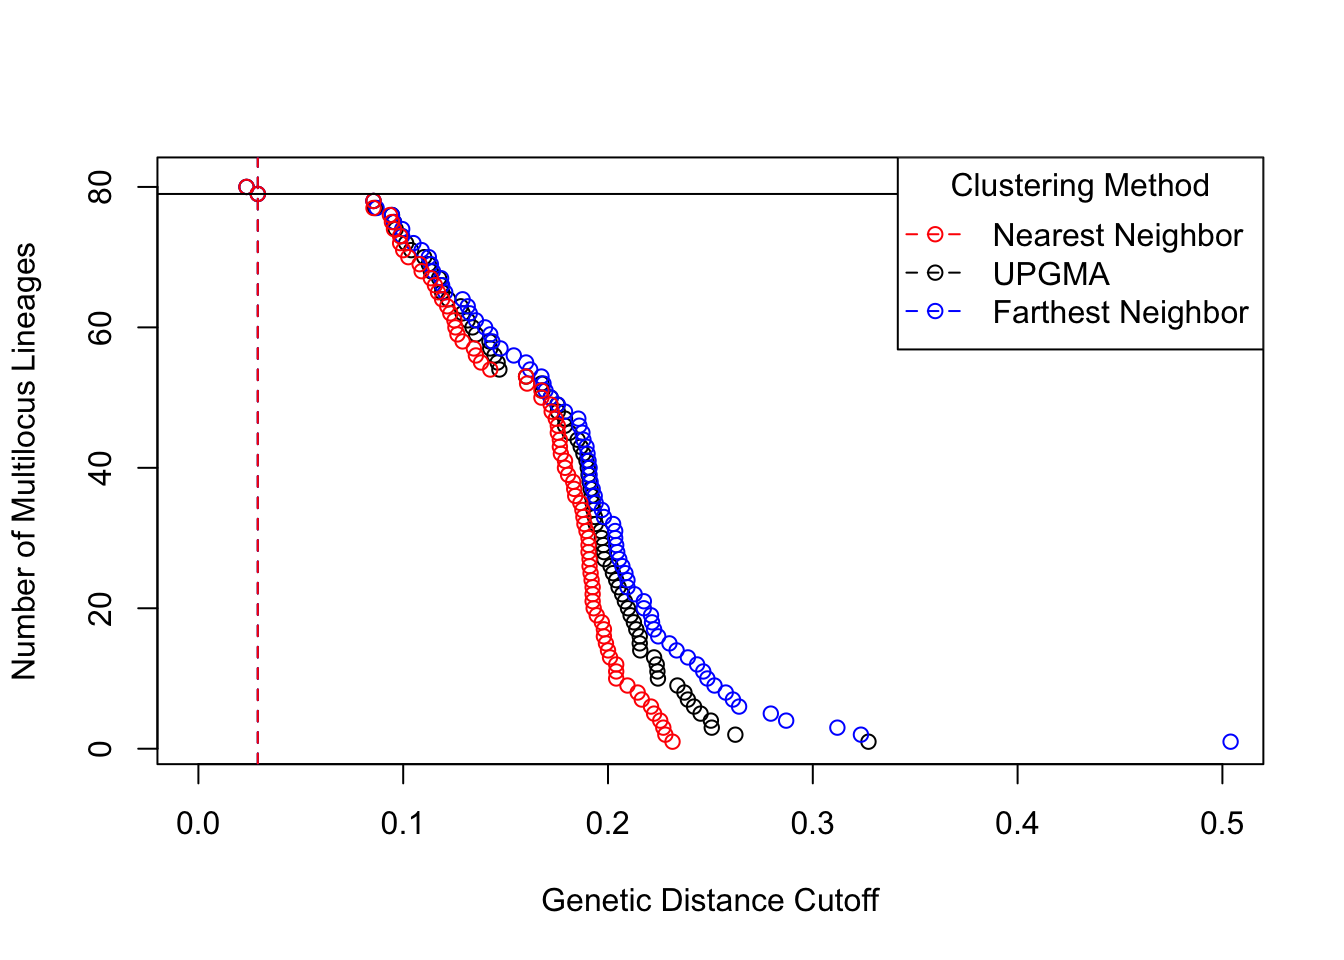 Number of Multilocus Lineages
80
60
40
20
0
Clustering Method
Nearest Neighbor
UPGMA
Farthest Neighbor
0.0 0.1 0.2 0.3 0.4 0.5
Genetic Distance Cutoff